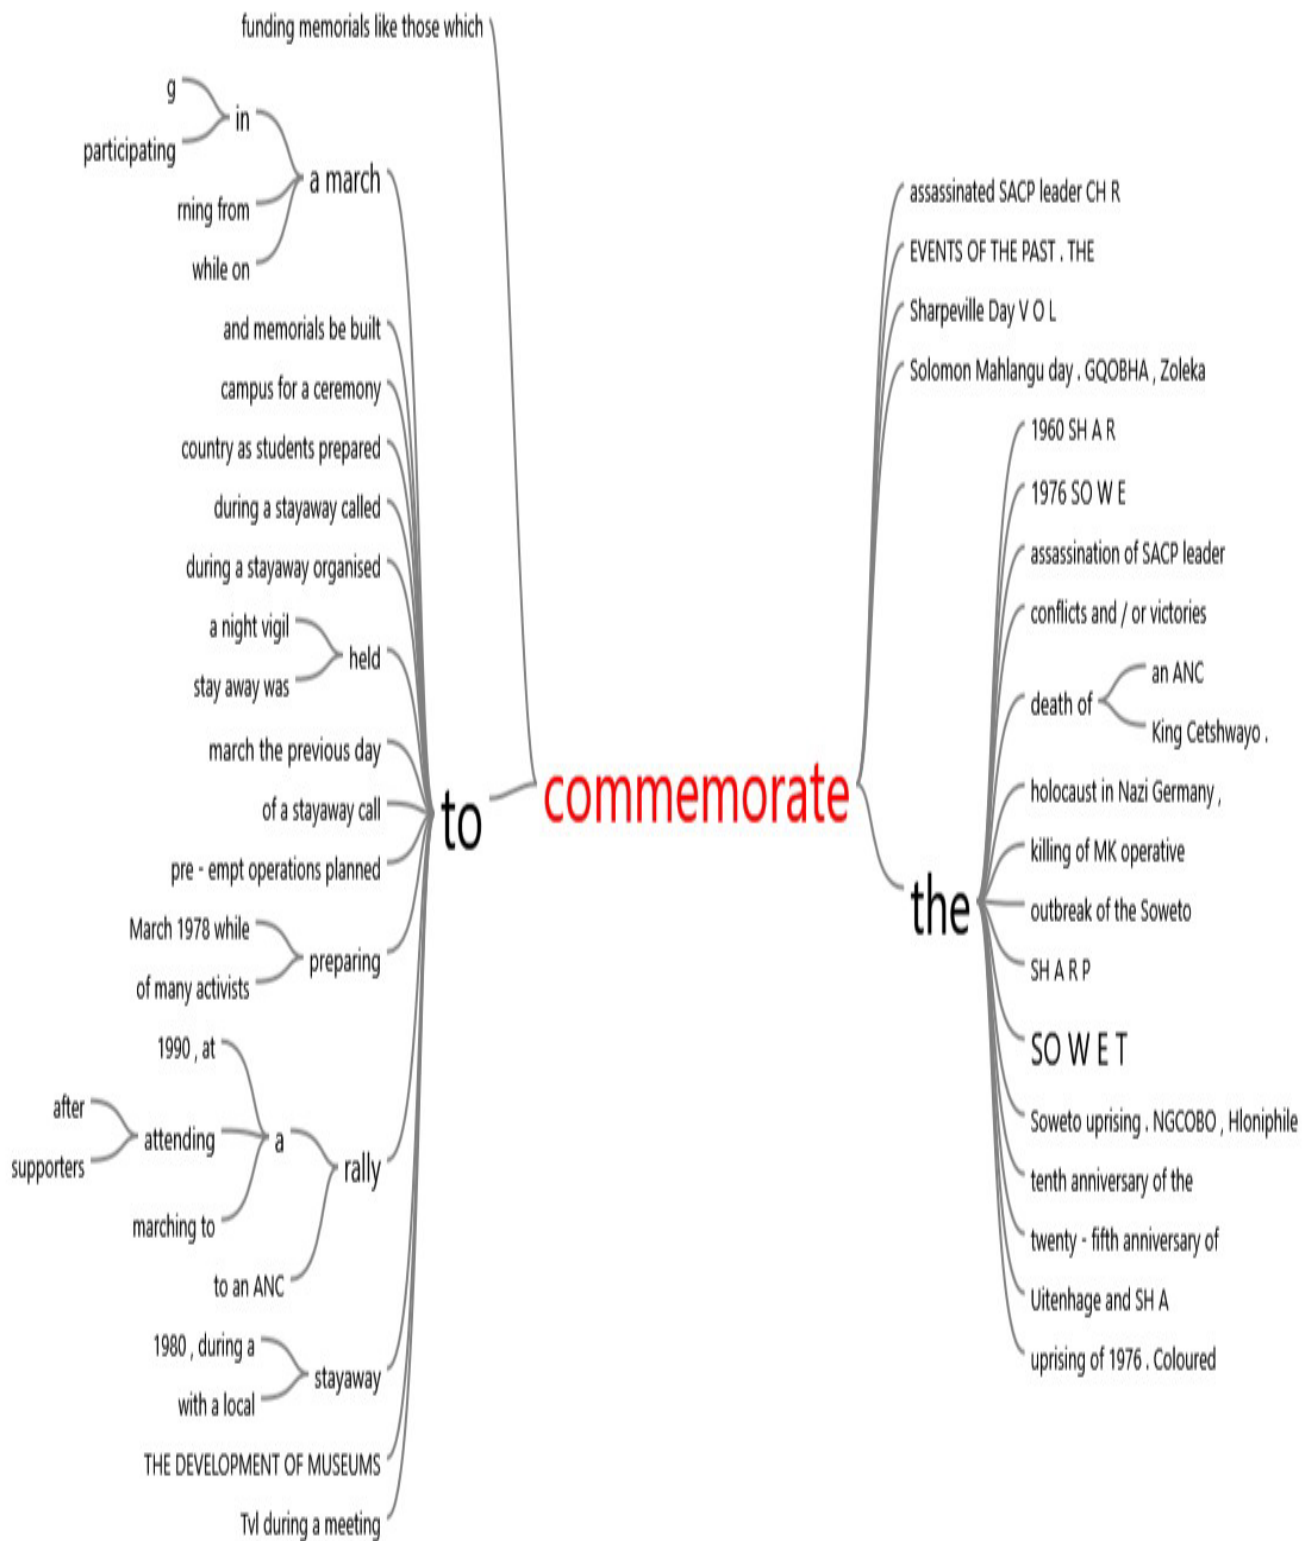 funding memorials like those which
g
in
participating
a march
rning from
while on
and memorials be built
campus for a ceremony
country as students prepared
during a stayaway called
during a stayaway organised
a night vigil
held
stay away was
march the previous day
of a stayaway call
pre - empt operations planned
March 1978 while
preparing
of many activists
1990 , at
after
attending
a
supporters
rally
marching to
to an ANC
1980 , during a
stayaway
with a local
THE DEVELOPMENT OF MUSEUMS
Tvl during a meeting
to
commemorate
assassinated SACP leader CH R
EVENTS OF THE PAST . THE
Sharpeville Day V O L
Solomon Mahlangu day . GQOBHA , Zoleka
the
1960 SH A R
1976 SO W E
assassination of SACP leader
conflicts and / or victories
death of
an ANC
King Cetshwayo .
holocaust in Nazi Germany ,
killing of MK operative
outbreak of the Soweto
SH A R P
SO W E T
Soweto uprising . NGCOBO , Hloniphile
tenth anniversary of the
twenty - fifth anniversary of
Uitenhage and SH A
uprising of 1976 . Coloured